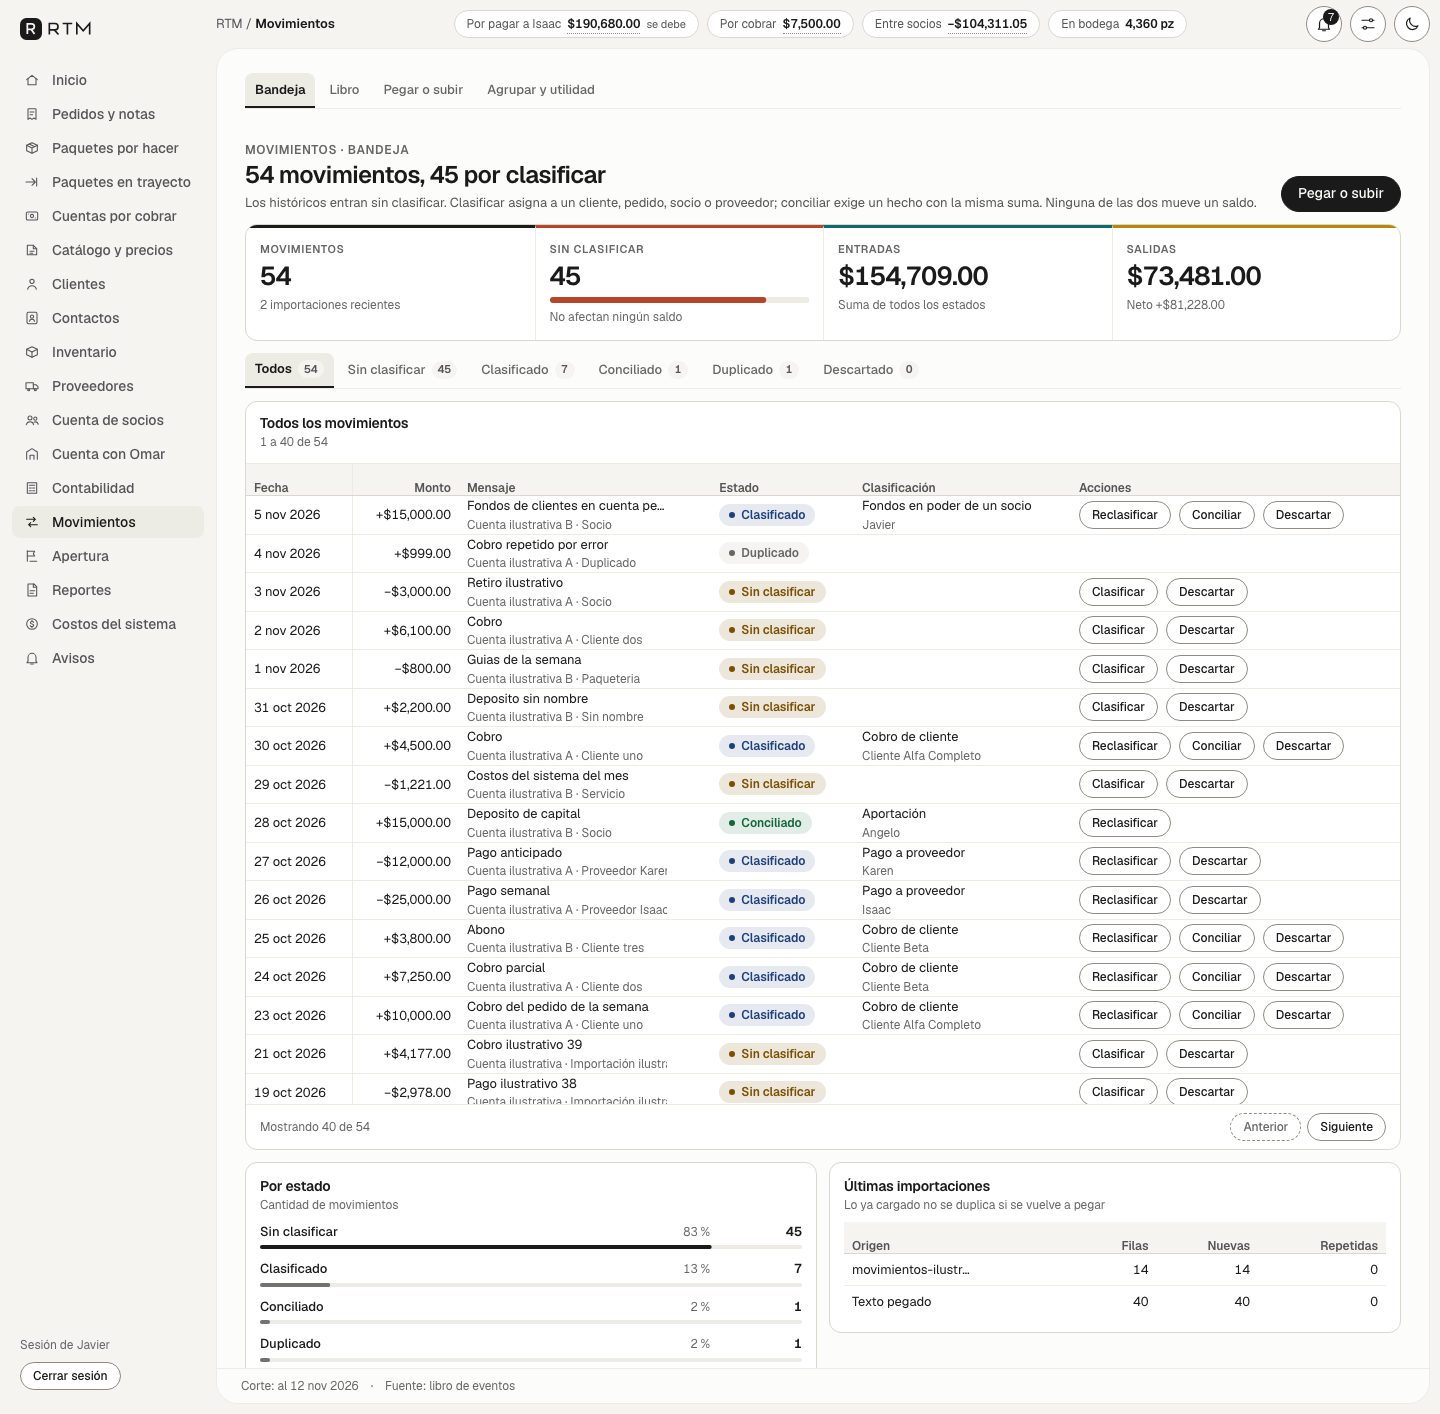 R RTM
RTM / Movimientos
Por pagar a Isaac $190,680.00 se debe
Por cobrar $7,500.00
Entre socios −$104,311.05
En bodega 4,360 pz
7
Inicio
Pedidos y notas
Paquetes por hacer
Paquetes en trayecto
Cuentas por cobrar
Catálogo y precios
Clientes
Contactos
Inventario
Proveedores
Cuenta de socios
Cuenta con Omar
Contabilidad
Movimientos
Apertura
Reportes
Costos del sistema
Avisos
Sesión de Javier
Cerrar sesión
Bandeja Libro Pegar o subir Agrupar y utilidad
MOVIMIENTOS · BANDEJA
54 movimientos, 45 por clasificar
Los históricos entran sin clasificar. Clasificar asigna a un cliente, pedido, socio o proveedor; conciliar exige un hecho con la misma suma. Ninguna de las dos mueve un saldo.
Pegar o subir
MOVIMIENTOS
54
2 importaciones recientes
SIN CLASIFICAR
45
No afectan ningún saldo
ENTRADAS
$154,709.00
Suma de todos los estados
SALIDAS
$73,481.00
Neto +$81,228.00
Todos 54 Sin clasificar 45 Clasificado 7 Conciliado 1 Duplicado 1 Descartado 0
Todos los movimientos
1 a 40 de 54
Fecha Monto Mensaje Estado Clasificación Acciones
5 nov 2026 +$15,000.00 Fondos de clientes en cuenta pe… Clasificado Fondos en poder de un socio Reclasificar Conciliar Descartar
Cuenta ilustrativa B · Socio Javier
4 nov 2026 +$999.00 Cobro repetido por error Duplicado
Cuenta ilustrativa A · Duplicado
3 nov 2026 −$3,000.00 Retiro ilustrativo Sin clasificar Clasificar Descartar
Cuenta ilustrativa A · Socio
2 nov 2026 +$6,100.00 Cobro Sin clasificar Clasificar Descartar
Cuenta ilustrativa A · Cliente dos
1 nov 2026 −$800.00 Guias de la semana Sin clasificar Clasificar Descartar
Cuenta ilustrativa B · Paqueteria
31 oct 2026 +$2,200.00 Deposito sin nombre Sin clasificar Clasificar Descartar
Cuenta ilustrativa B · Sin nombre
30 oct 2026 +$4,500.00 Cobro Clasificado Cobro de cliente Reclasificar Conciliar Descartar
Cuenta ilustrativa A · Cliente uno Cliente Alfa Completo
29 oct 2026 −$1,221.00 Costos del sistema del mes Sin clasificar Clasificar Descartar
Cuenta ilustrativa B · Servicio
28 oct 2026 +$15,000.00 Deposito de capital Conciliado Aportación Reclasificar
Cuenta ilustrativa B · Socio Angelo
27 oct 2026 −$12,000.00 Pago anticipado Clasificado Pago a proveedor Reclasificar Descartar
Cuenta ilustrativa A · Proveedor Karen Karen
26 oct 2026 −$25,000.00 Pago semanal Clasificado Pago a proveedor Reclasificar Descartar
Cuenta ilustrativa A · Proveedor Isaac Isaac
25 oct 2026 +$3,800.00 Abono Clasificado Cobro de cliente Reclasificar Conciliar Descartar
Cuenta ilustrativa B · Cliente tres Cliente Beta
24 oct 2026 +$7,250.00 Cobro parcial Clasificado Cobro de cliente Reclasificar Conciliar Descartar
Cuenta ilustrativa A · Cliente dos Cliente Beta
23 oct 2026 +$10,000.00 Cobro del pedido de la semana Clasificado Cobro de cliente Reclasificar Conciliar Descartar
Cuenta ilustrativa A · Cliente uno Cliente Alfa Completo
21 oct 2026 +$4,177.00 Cobro ilustrativo 39 Sin clasificar Clasificar Descartar
Cuenta ilustrativa · Importación ilustra
19 oct 2026 −$2,978.00 Pago ilustrativo 38 Sin clasificar Clasificar Descartar
Cuenta ilustrativa · Importación ilustra
Mostrando 40 de 54
Anterior Siguiente
Por estado
Cantidad de movimientos
Sin clasificar 83 % 45
Clasificado 13 % 7
Conciliado 2 % 1
Duplicado 2 % 1
Últimas importaciones
Lo ya cargado no se duplica si se vuelve a pegar
Origen Filas Nuevas Repetidas
movimientos-ilustr… 14 14 0
Texto pegado 40 40 0
Corte: al 12 nov 2026 · Fuente: libro de eventos